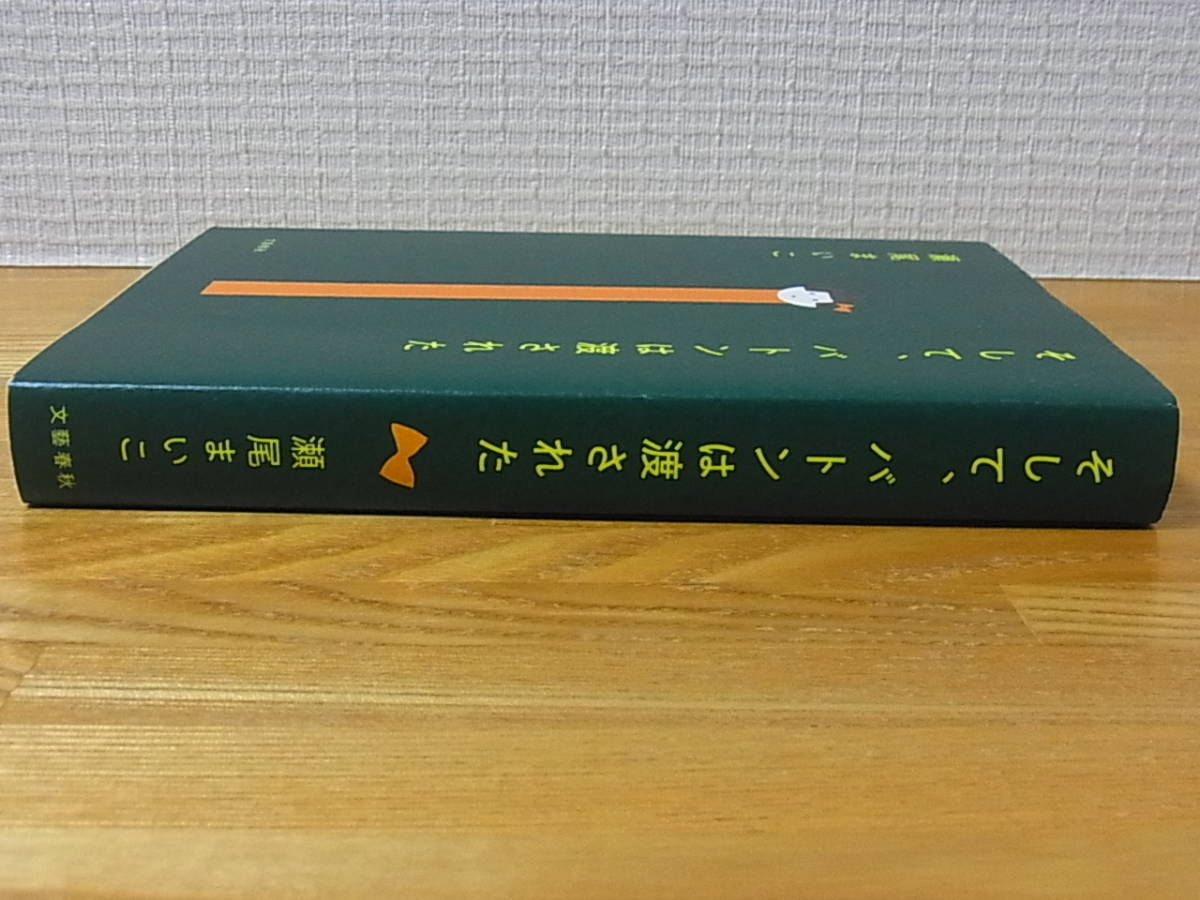 瀬尾まいこ
そして、バトンは渡された
そして、バトンは渡された
瀬尾まいこ
文藝春秋